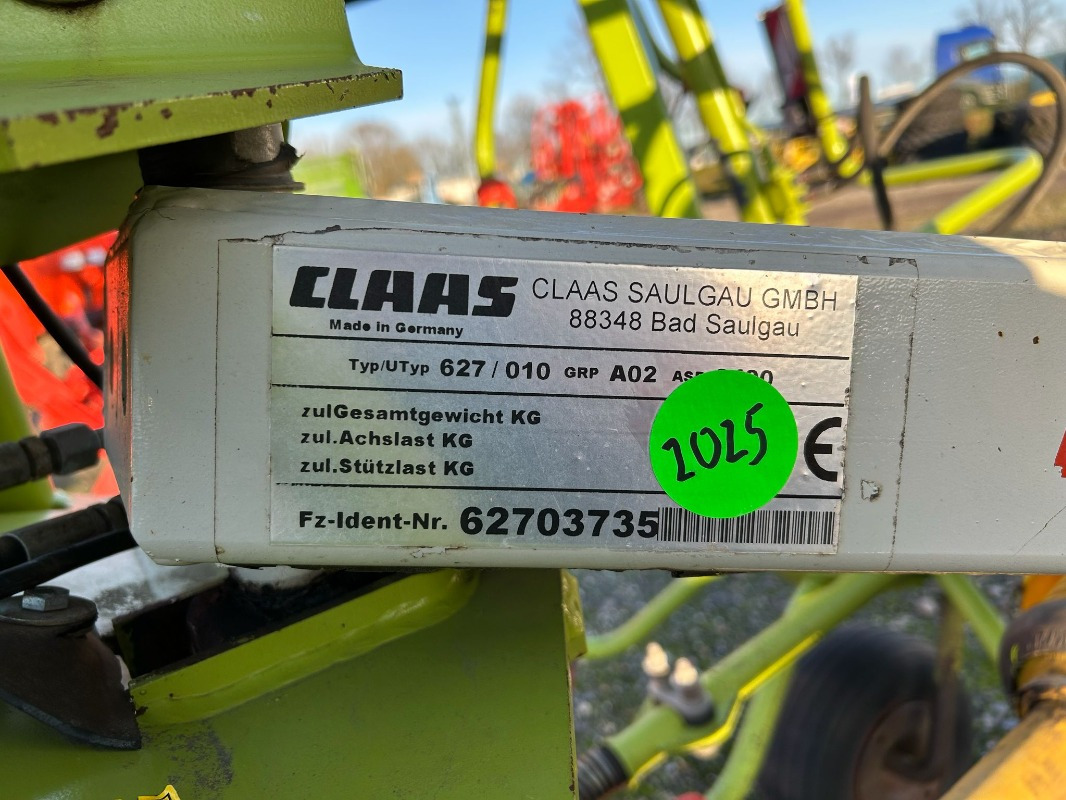 CLAAS CLAAS SAULGAU GMBH
Made in Germany 88348 Bad Saulgau
Typ/UTyp 627 / 010 GRP A02
zulGesamtgewicht KG
zul.Achslast KG
zul.Stützlast KG
2025
CE
Fz-Ident-Nr. 62703735